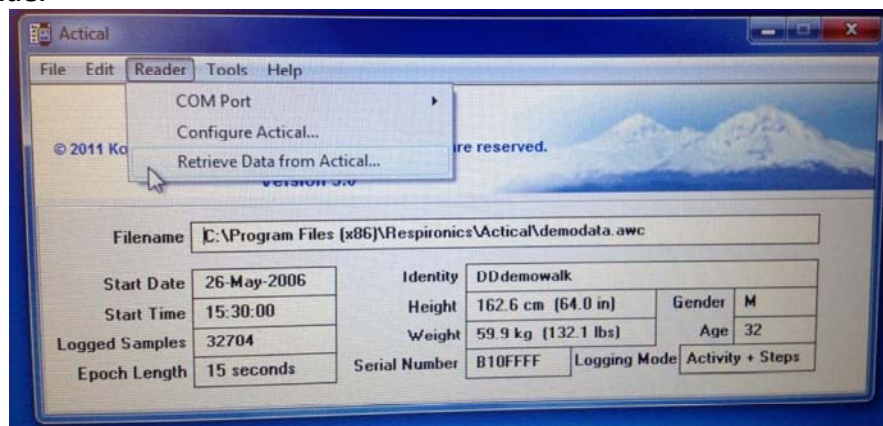 Actical
File Edit Reader Tools Help
COM Port
Configure Actical...
© 2011 Ko re reserved.
Retrieve Data from Actical...
Filename C:\Program Files (x86)\Respironics\Actical\demodata.awc
Start Date 26-May-2006 Identity DDdemowalk
Start Time 15:30:00 Height 162.6 cm (64.0 in) Gender M
Logged Samples 32704 Weight 59.9 kg (132.1 lbs) Age 32
Epoch Length 15 seconds Serial Number B10FFFF Logging Mode Activity + Steps